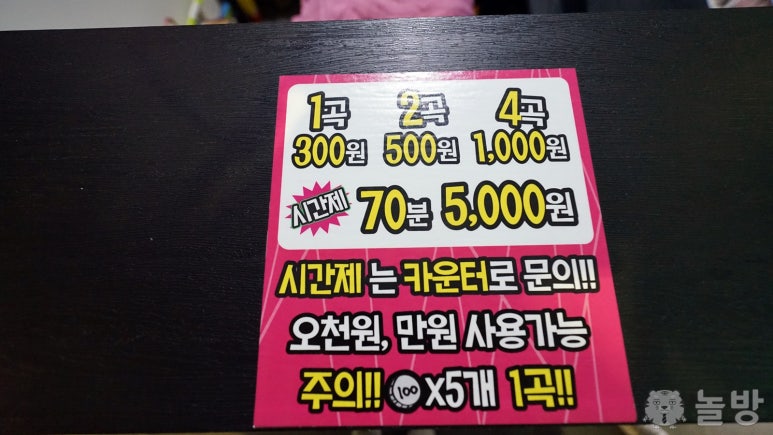 1곡 2곡 4곡
300원 500원 1,000원
시간제 70분 5,000원
시간제는 카운터로 문의!!
오천원, 만원 사용가능
주의!! 100 x5개 1곡!!
놀방